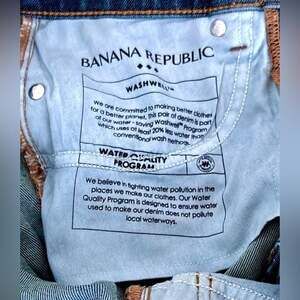 BANANA REPUBLIC
WASHWELL™
We are committed to making better clothes
for a better planet, this pair of denim is part
of our water - saving Washwell™ Program
which uses at least 20% less water than
conventional wash methods.
WATER QUALITY
PROGRAM
We believe in fighting water pollution in the
places we make our clothes. Our Water
Quality Program is designed to ensure water
used to make our denim does not pollute
local waterways.